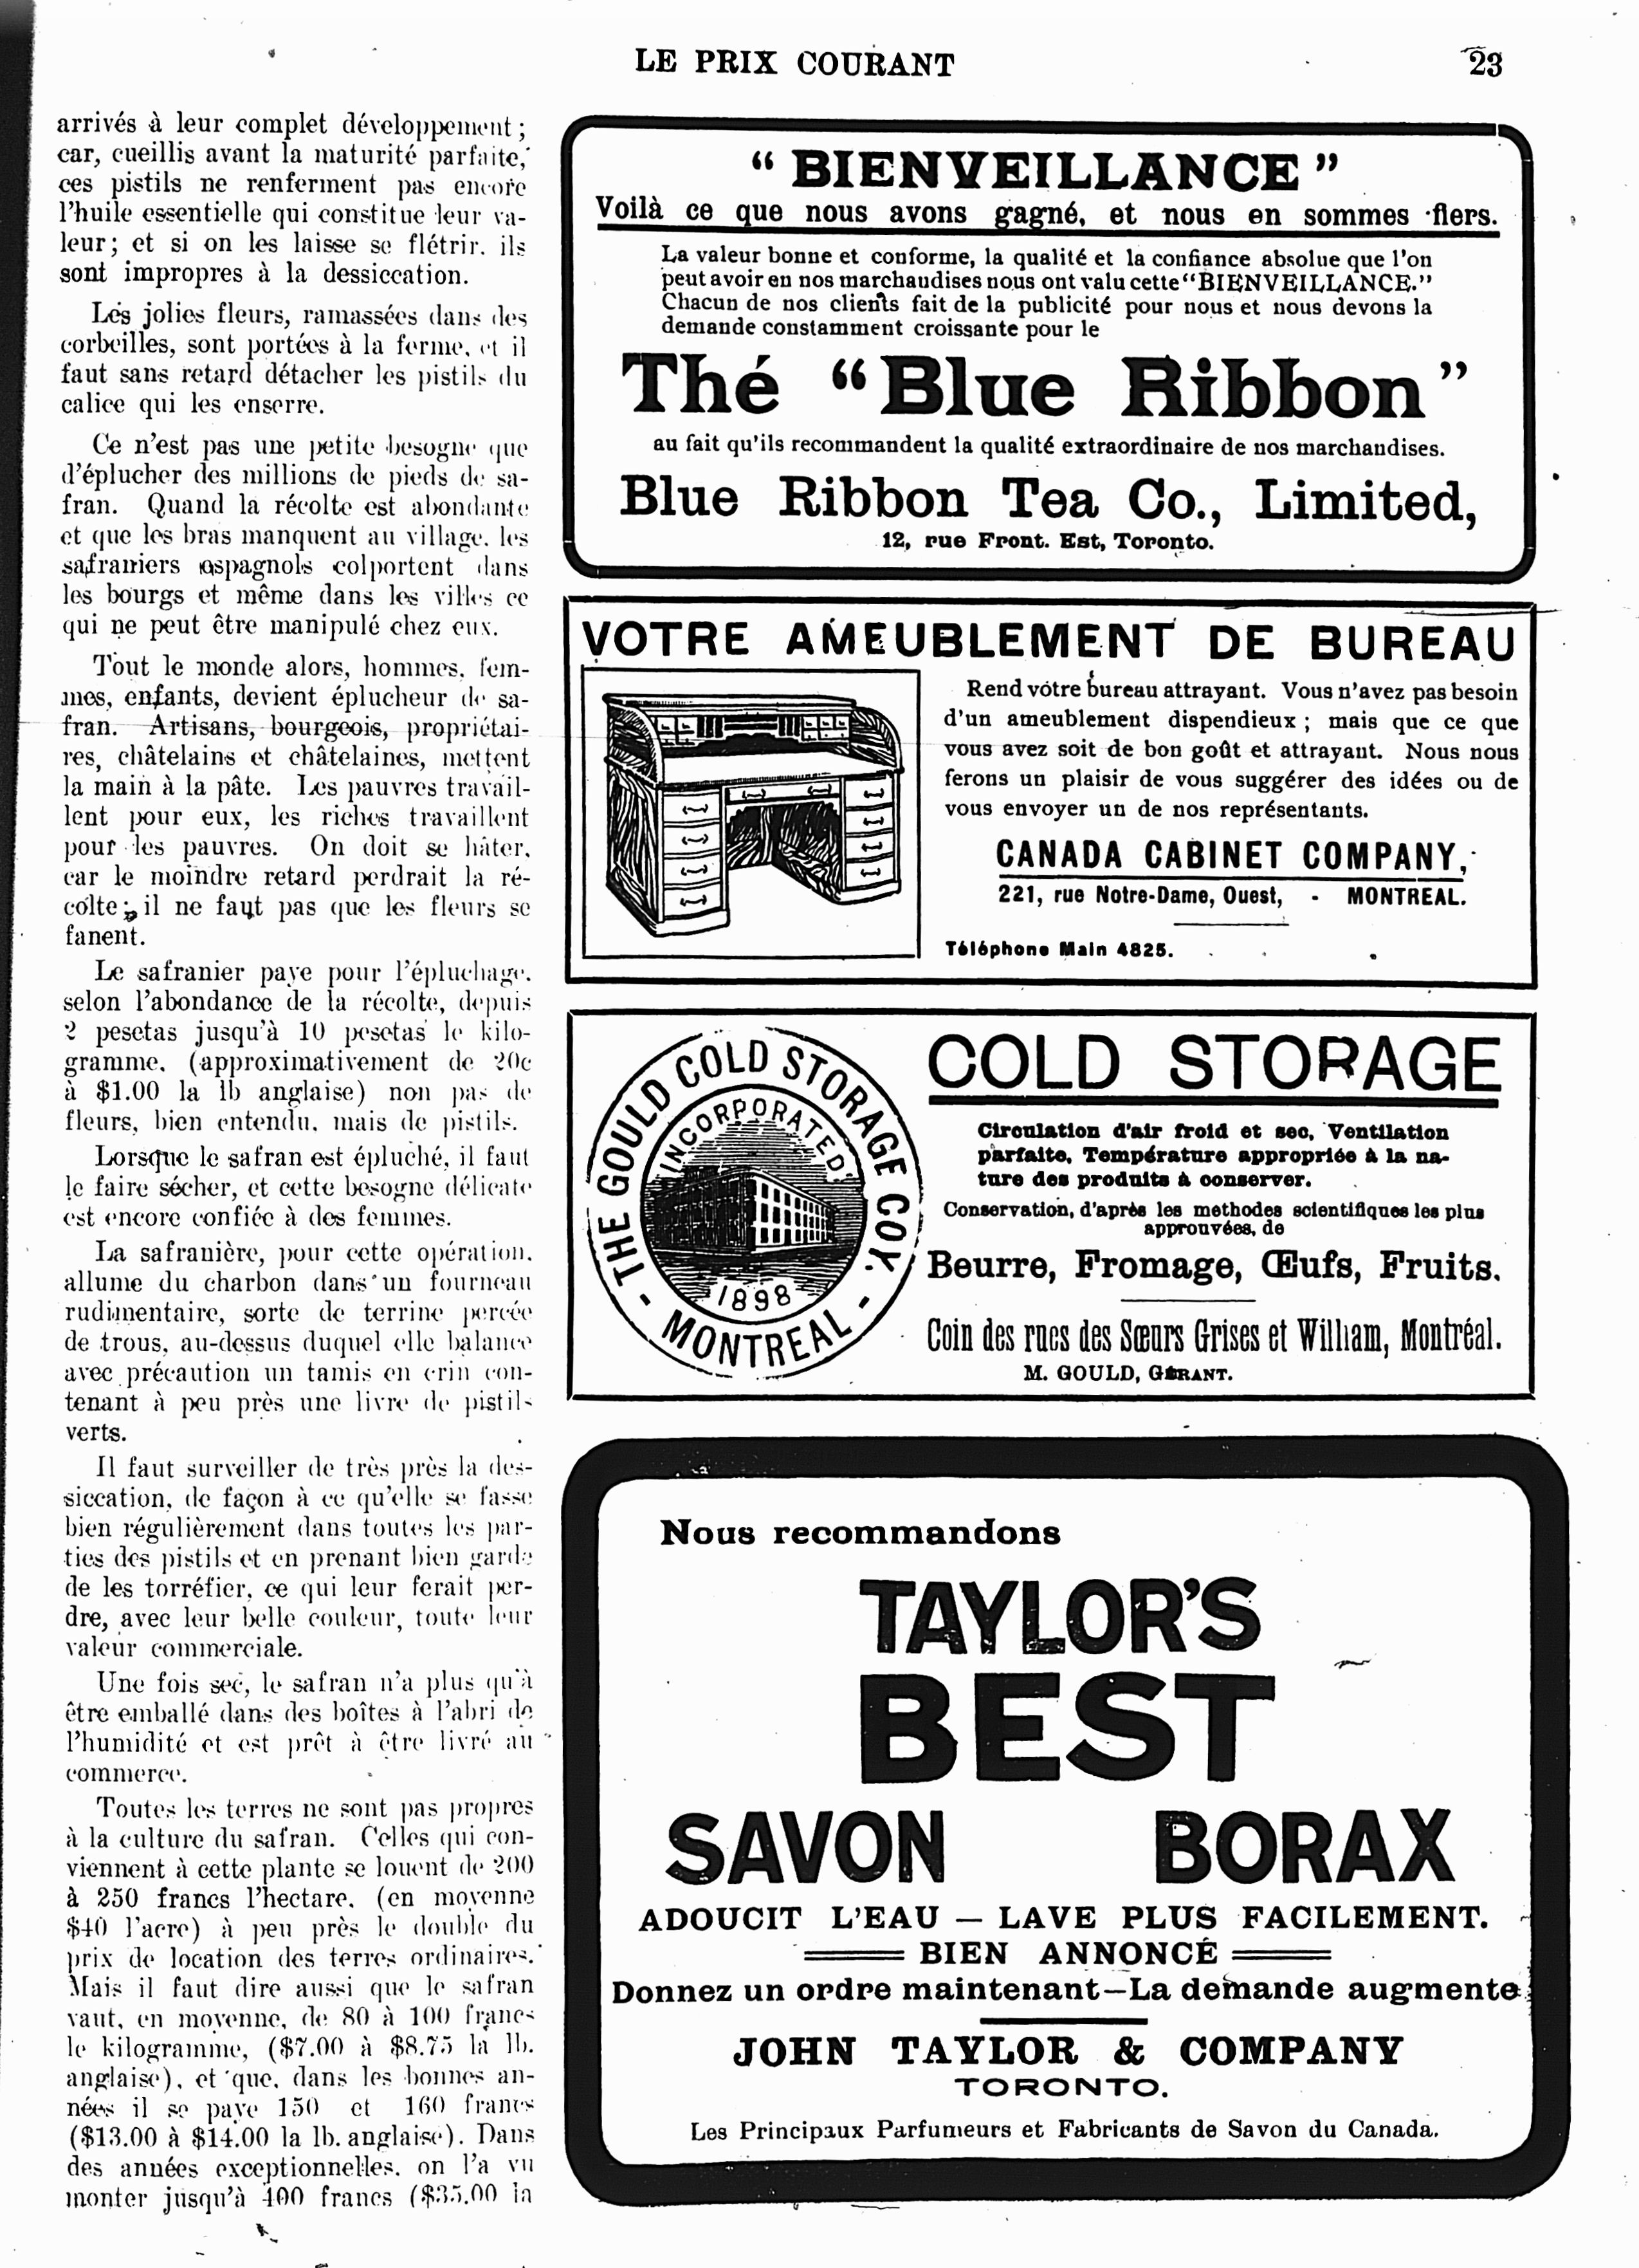 LE PRIX COURANT
23
arrivés à leur complet développement ;
car, cueillis avant la maturité parfaite,
ces pistils ne renferment pas encore
l'huile essentielle qui constitue leur va-
leur; et si on les laisse se flétrir. ils
sont impropres à la dessiccation.
Les jolies fleurs, ramassées dans des
corbeilles, sont portées à la ferme. et il
faut sans retard détacher les pistils du
calice qui les enserre.
Ce n'est pas une petite besogne que
d'éplucher des millions de pieds de sa-
fran. Quand la récolte est abondante
et que les bras manquent au village. les
safraniers espagnols colportent dans
les bourgs et même dans les villes ce
qui ne peut être manipulé chez eux.
Tout le monde alors, hommes. fem-
mes, enfants, devient éplucheur de sa-
fran. Artisans, bourgeois, propriétai-
res, châtelains et châtelaines, mettent
la main à la pâte. Les pauvres travail-
lent pour eux, les riches travaillent
pour les pauvres. On doit se hâter.
car le moindre retard perdrait la ré-
colte; il ne faut pas que les fleurs se
fanent.
Le safranier paye pour l'épluchage.
selon l'abondance de la récolte, depuis
2 pesetas jusqu'à 10 pesetas le kilo-
gramme. (approximativement de 20c
à $1.00 la lb anglaise) non pas de
fleurs, bien entendu. mais de pistils.
Lorsque le safran est épluché, il faut
le faire sécher, et cette besogne délicate
est encore confiée à des femmes.
La safranière, pour cette opération.
allume du charbon dans un fourneau
rudimentaire, sorte de terrine percée
de trous, au-dessus duquel elle balance
avec précaution un tamis en crin con-
tenant à peu près une livre de pistils
verts.
Il faut surveiller de très près la des-
siccation, de façon à ce qu'elle se fasse
bien régulièrement dans toutes les par-
ties des pistils et en prenant bien garde
de les torréfier, ce qui leur ferait per-
dre, avec leur belle couleur, toute leur
valeur commerciale.
Une fois sec, le safran n'a plus qu'à
être emballé dans des boîtes à l'abri de
l'humidité et est prêt à être livré au
commerce.
Toutes les terres ne sont pas propres
à la culture du safran. Celles qui con-
viennent à cette plante se louent de 200
à 250 francs l'hectare. (en moyenne
$40 l'acre) à peu près le double du
prix de location des terres ordinaires.
Mais il faut dire aussi que le safran
vaut, en moyenne, de 80 à 100 francs
le kilogramme, ($7.00 à $8.75 la lb.
anglaise), et que, dans les bonnes an-
nées il se paye 150 et 160 francs
($13.00 à $14.00 la lb. anglaise). Dans
des années exceptionnelles. on l'a vu
monter jusqu'à 400 francs ($35.00 la
“ BIENVEILLANCE ”
Voilà ce que nous avons gagné, et nous en sommes fiers.
La valeur bonne et conforme, la qualité et la confiance absolue que l'on
peut avoir en nos marchandises nous ont valu cette “BIENVEILLANCE.”
Chacun de nos clients fait de la publicité pour nous et nous devons la
demande constamment croissante pour le
Thé “Blue Ribbon”
au fait qu'ils recommandent la qualité extraordinaire de nos marchandises.
Blue Ribbon Tea Co., Limited,
12, rue Front. Est, Toronto.
VOTRE AMEUBLEMENT DE BUREAU
Rend votre bureau attrayant. Vous n'avez pas besoin
d'un ameublement dispendieux ; mais que ce que
vous avez soit de bon goût et attrayant. Nous nous
ferons un plaisir de vous suggérer des idées ou de
vous envoyer un de nos représentants.
CANADA CABINET COMPANY,
221, rue Notre-Dame, Ouest, - MONTREAL.
Téléphone Main 4825.
THE GOULD COLD STORAGE COY.
INCORPORATED
1898
- MONTREAL -
COLD STORAGE
Circulation d'air froid et sec, Ventilation
parfaite, Température appropriée à la na-
ture des produits à conserver.
Conservation, d'après les méthodes scientifiques les plus
approuvées, de
Beurre, Fromage, Œufs, Fruits.
Coin des rues des Sœurs Grises et William, Montréal.
M. GOULD, GÉRANT.
Nous recommandons
TAYLOR'S
BEST
SAVON BORAX
ADOUCIT L'EAU — LAVE PLUS FACILEMENT.
BIEN ANNONCÉ
Donnez un ordre maintenant—La demande augmente
JOHN TAYLOR & COMPANY
TORONTO.
Les Principaux Parfumeurs et Fabricants de Savon du Canada.